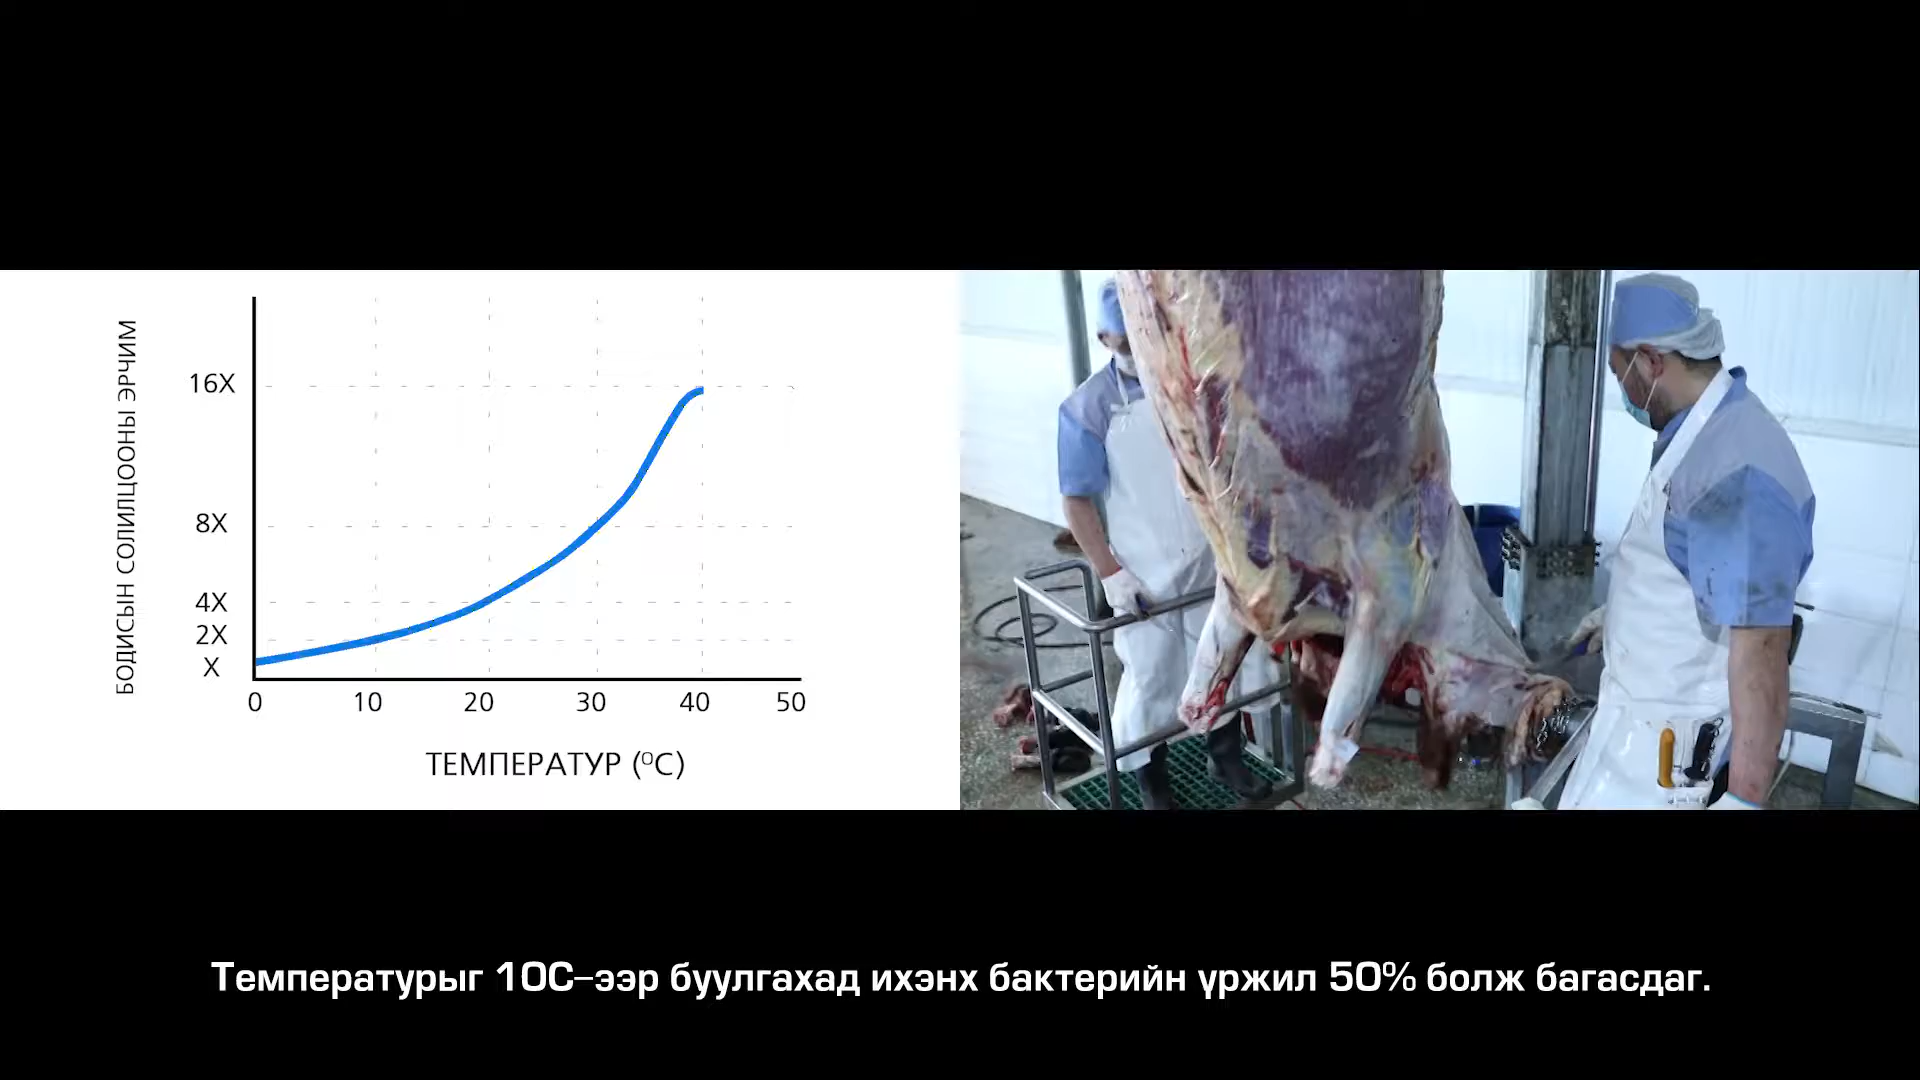 БОДИСЫН СОЛИЛЦООНЫ ЭРЧИМ
16X
8X
4X
2X
X
0 10 20 30 40 50
ТЕМПЕРАТУР (⁰C)
Температурыг 10С–ээр буулгахад ихэнх бактерийн үржил 50% болж багасдаг.